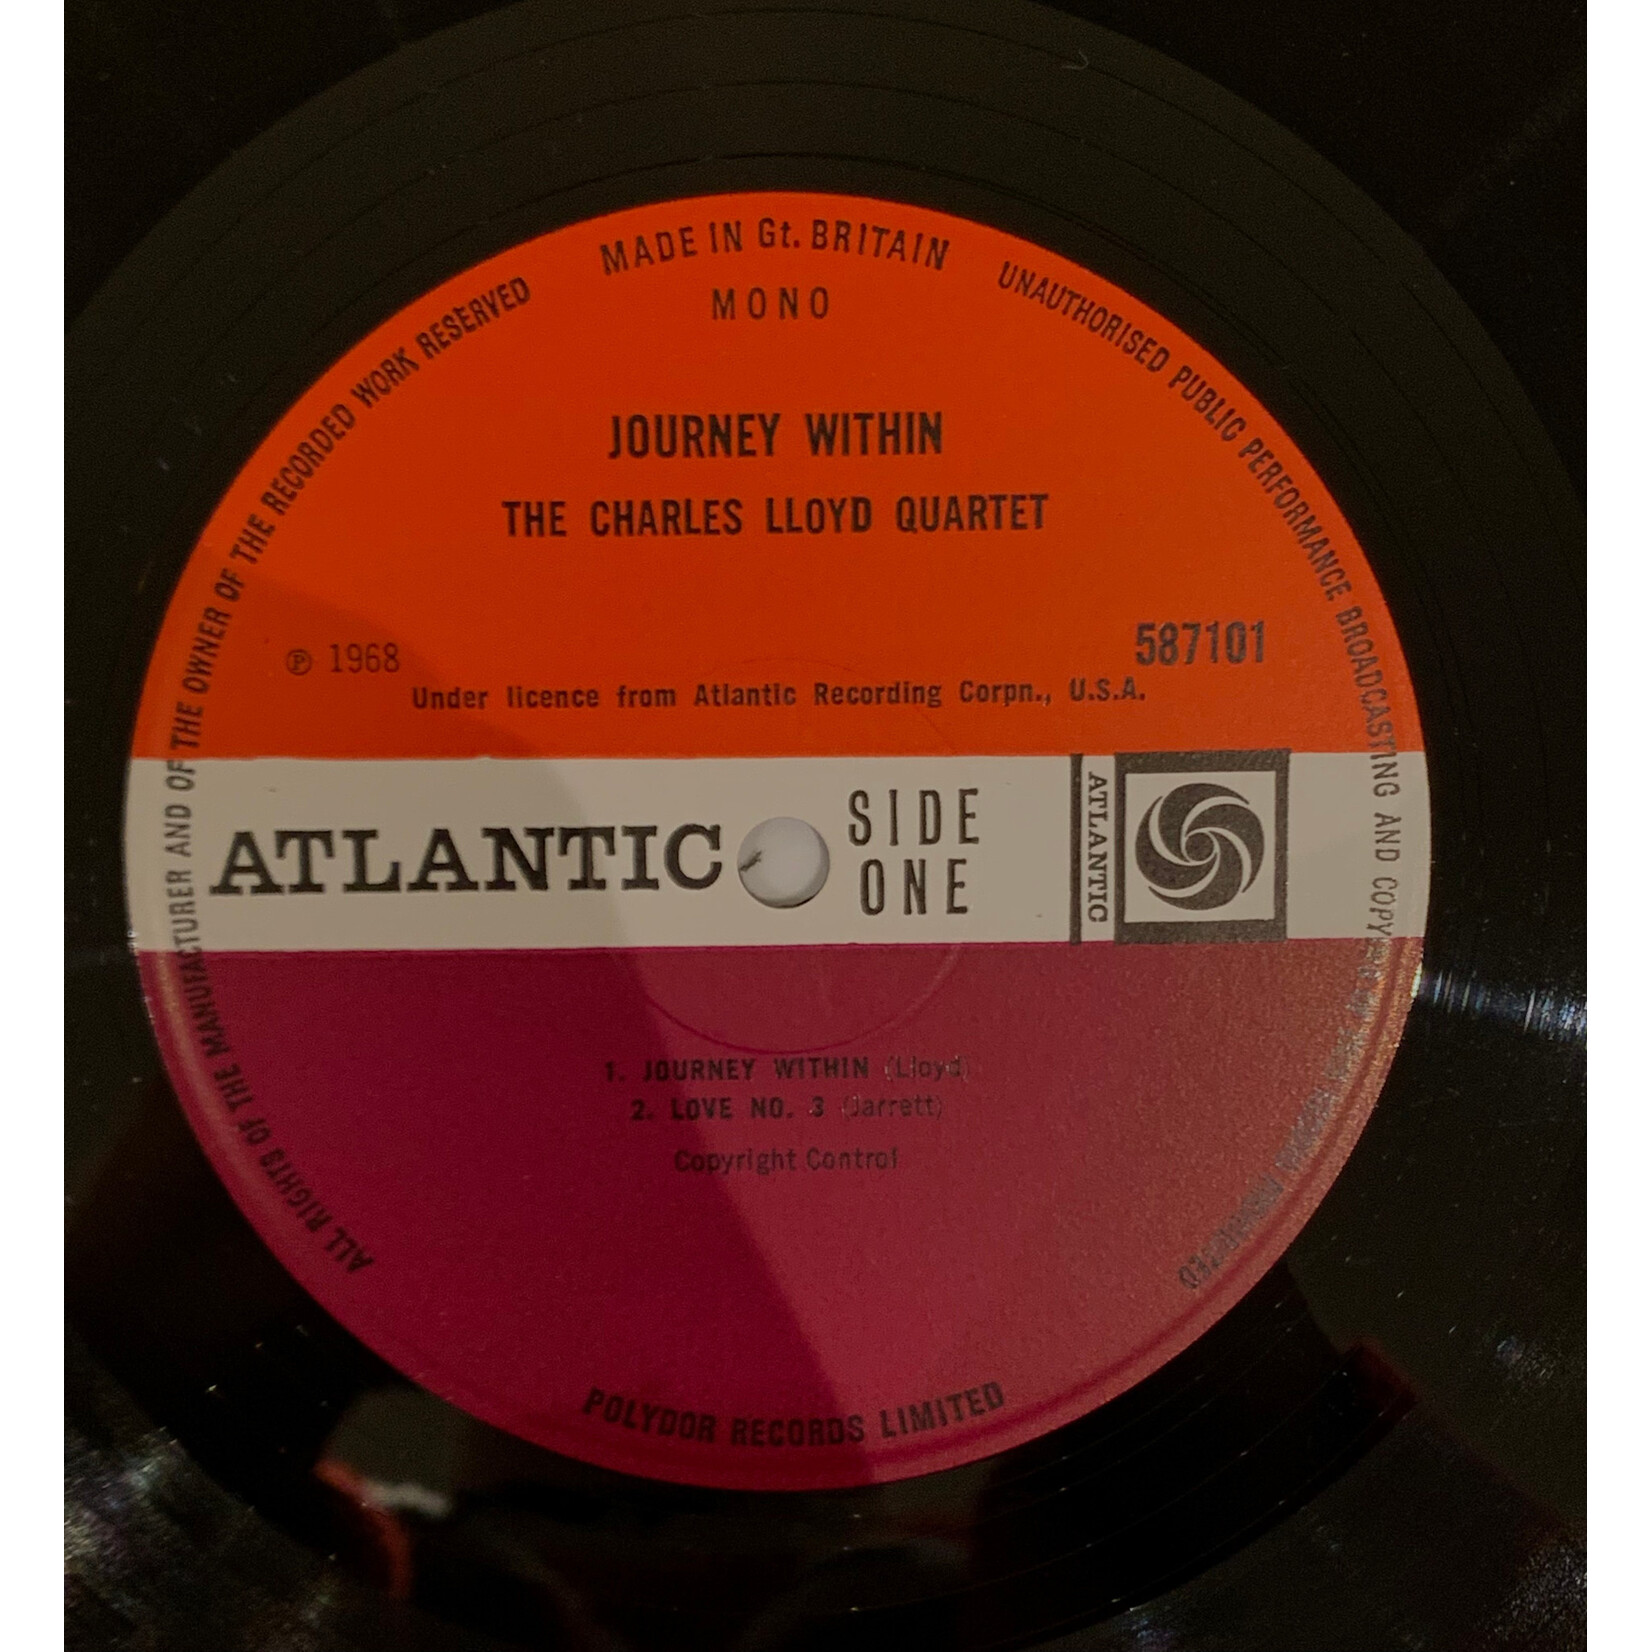 MADE IN Gt. BRITAIN
MONO
JOURNEY WITHIN
THE CHARLES LLOYD QUARTET
℗ 1968
587101
Under licence from Atlantic Recording Corpn., U.S.A.
ATLANTIC
SIDE
ONE
ATLANTIC
1. JOURNEY WITHIN (Lloyd)
2. LOVE NO. 3 (Jarrett)
Copyright Control
POLYDOR RECORDS LIMITED
ALL RIGHTS OF THE MANUFACTURER AND OF THE OWNER OF THE RECORDED WORK RESERVED
UNAUTHORISED PUBLIC PERFORMANCE BROADCASTING AND